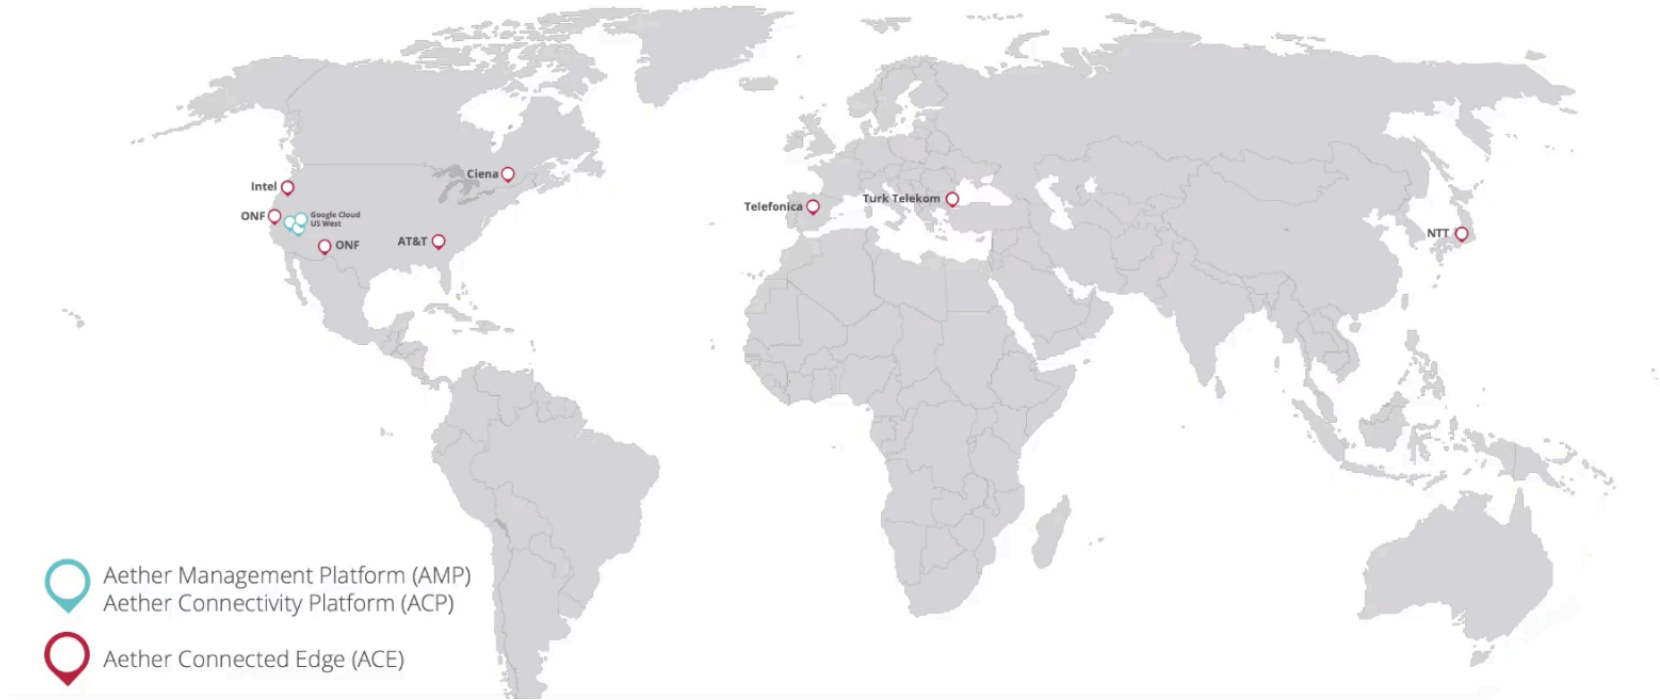 Ciena
Intel
Telefonica
Turk Telekom
ONF
Google Cloud
US West
NTT
ONF
AT&T
Aether Management Platform (AMP)
Aether Connectivity Platform (ACP)
Aether Connected Edge (ACE)